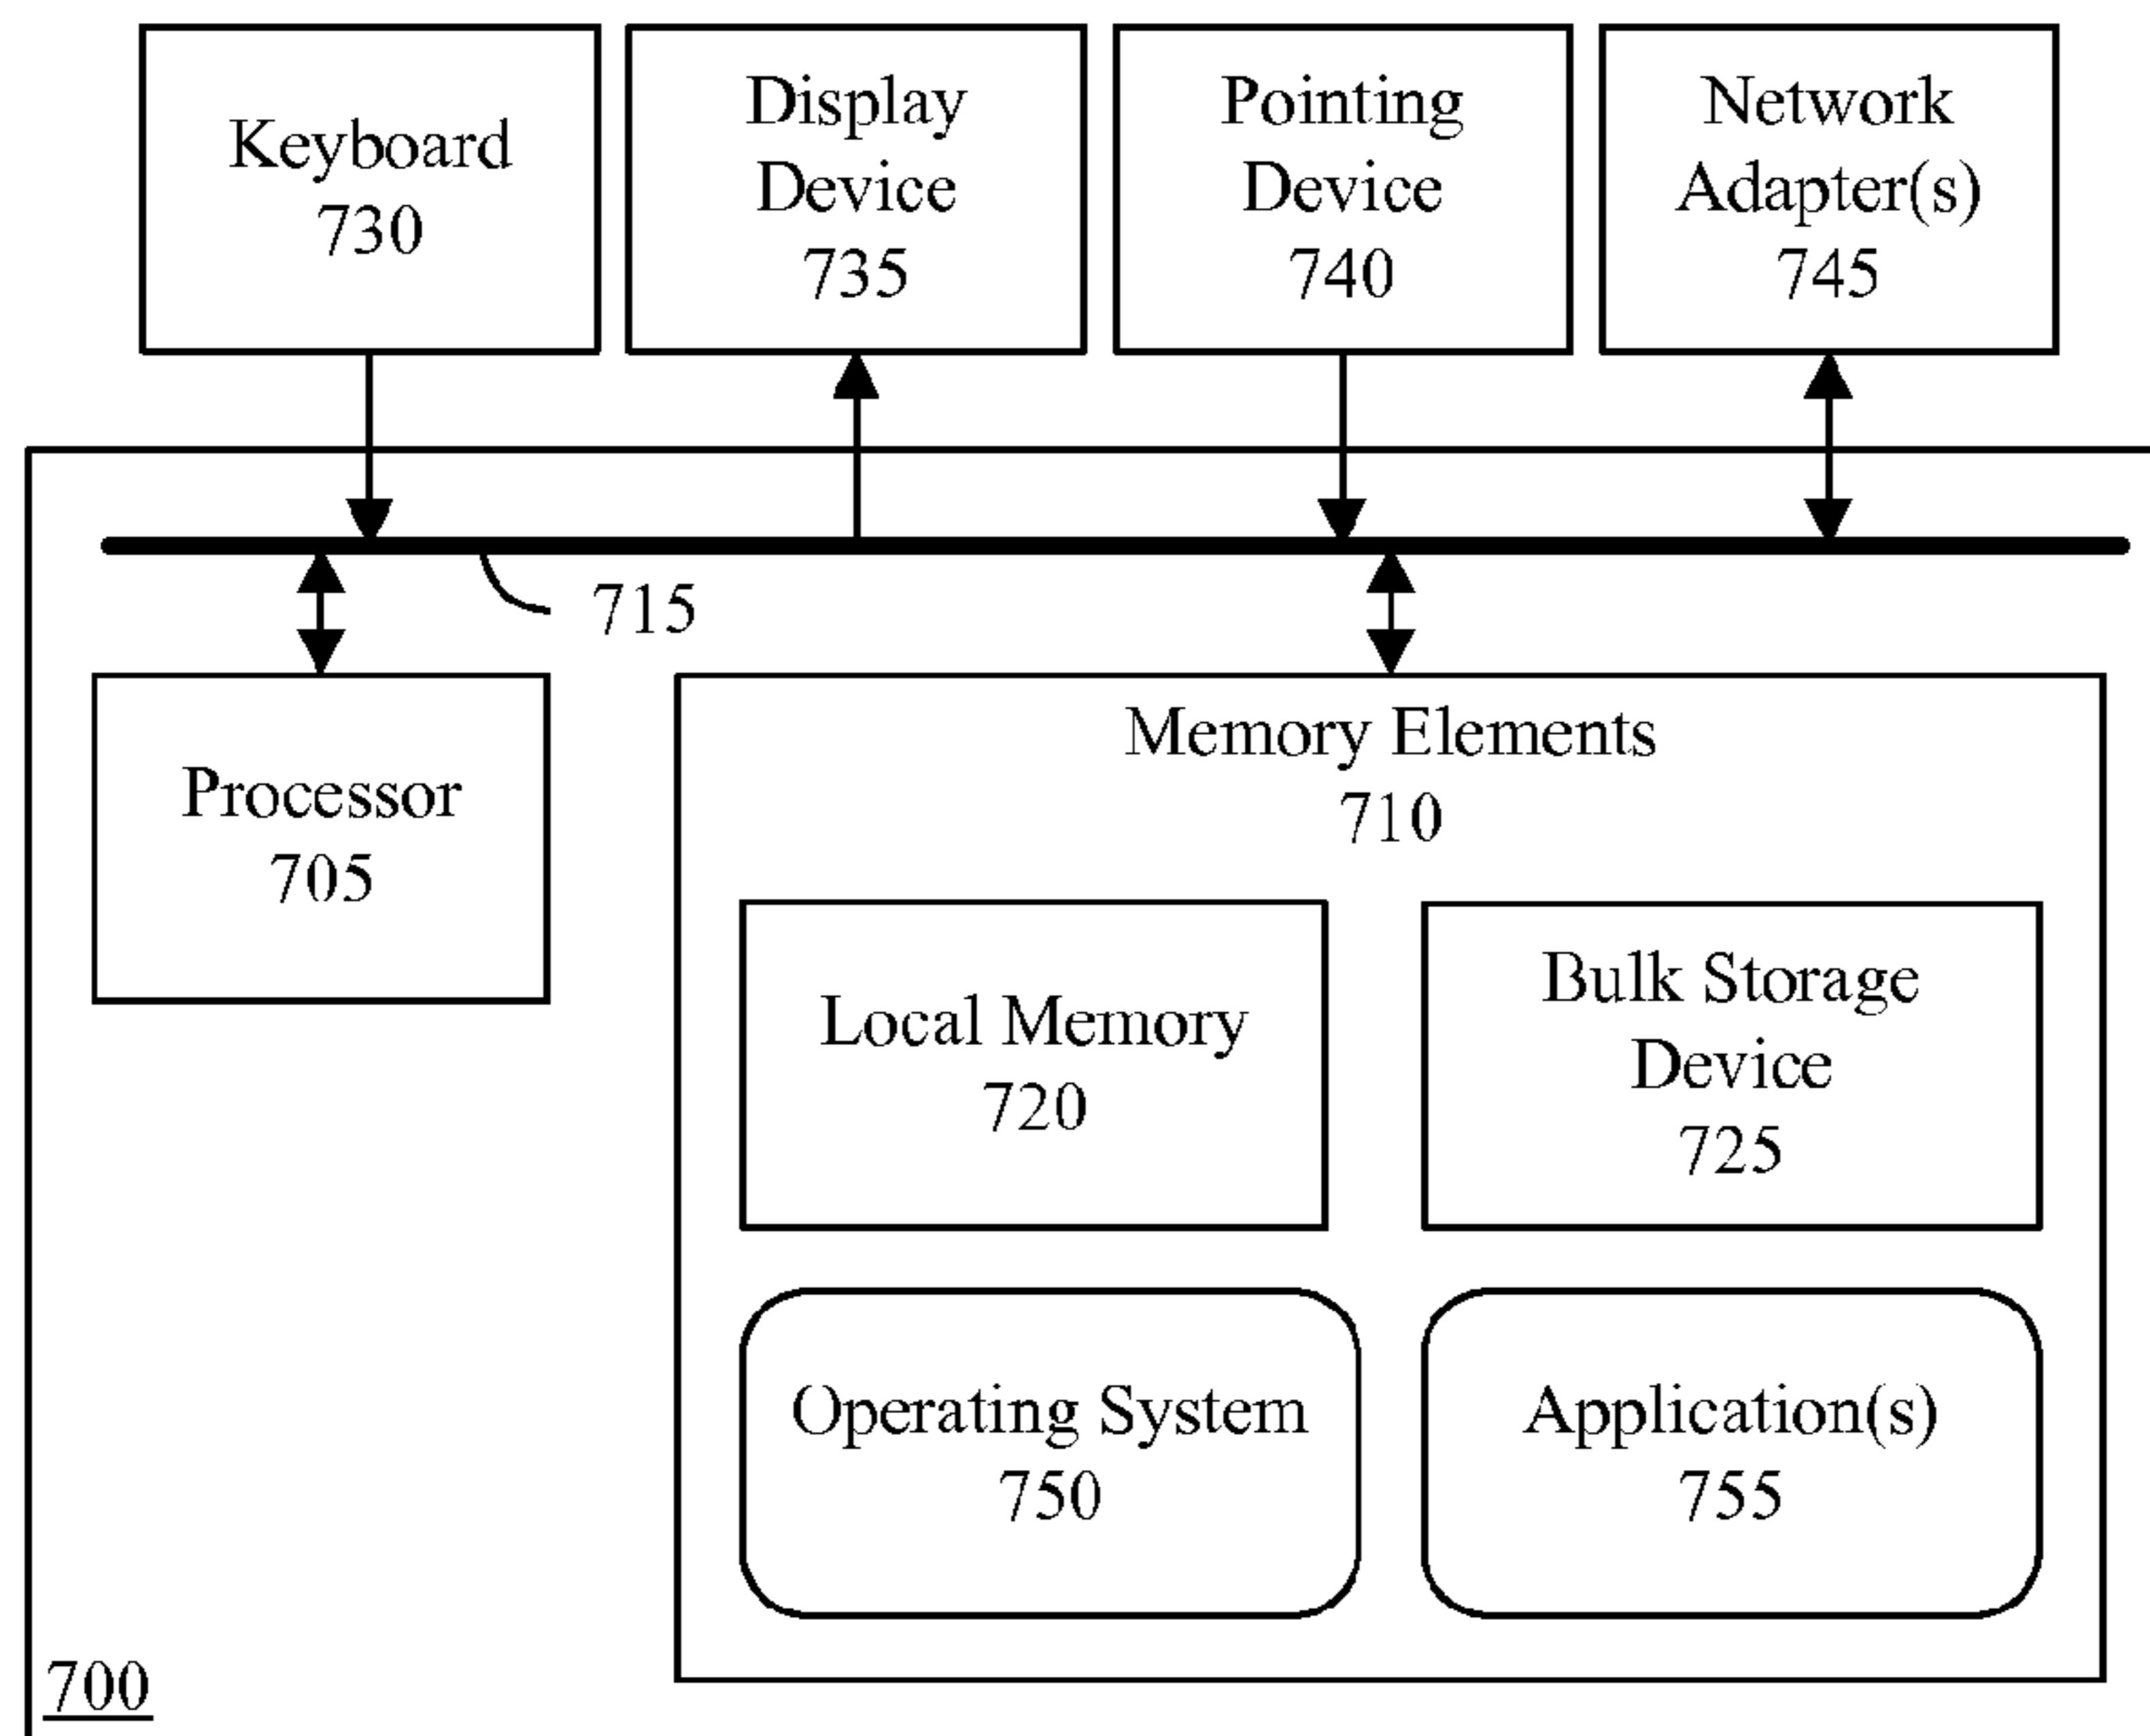 Keyboard
730
Display
Device
735
Pointing
Device
740
Network
Adapter(s)
745
715
Processor
705
Memory Elements
710
Local Memory
720
Bulk Storage
Device
725
Operating System
750
Application(s)
755
700